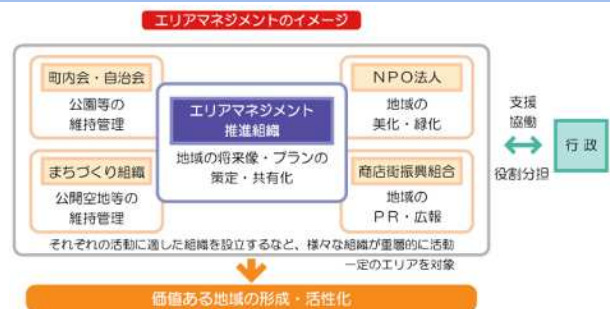 エリアマネジメントのイメージ
町内会・自治会
公園等の
維持管理
NPO法人
地域の
美化・緑化
エリアマネジメント
推進組織
地域の将来像・プランの
策定・共有化
まちづくり組織
公開空地等の
維持管理
商店街振興組合
地域の
PR・広報
支援
協働
役割分担
行政
それぞれの活動に適した組織を設立するなど、様々な組織が重層的に活動
一定のエリアを対象
価値ある地域の形成・活性化